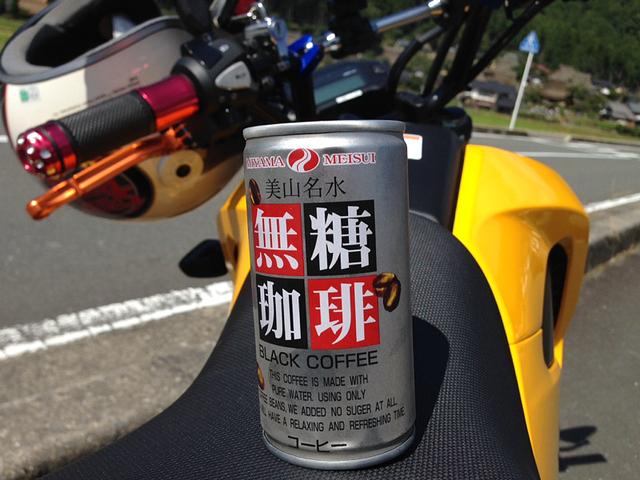 MIYAMA MEISUI
美山名水
無糖
珈琲
BLACK COFFEE
THIS COFFEE IS MADE WITH
PURE WATER. USING ONLY
BEANS, WE ADDED NO SUGER AT ALL.
HAVE A RELAXING AND REFRESHING TIME
コーヒー